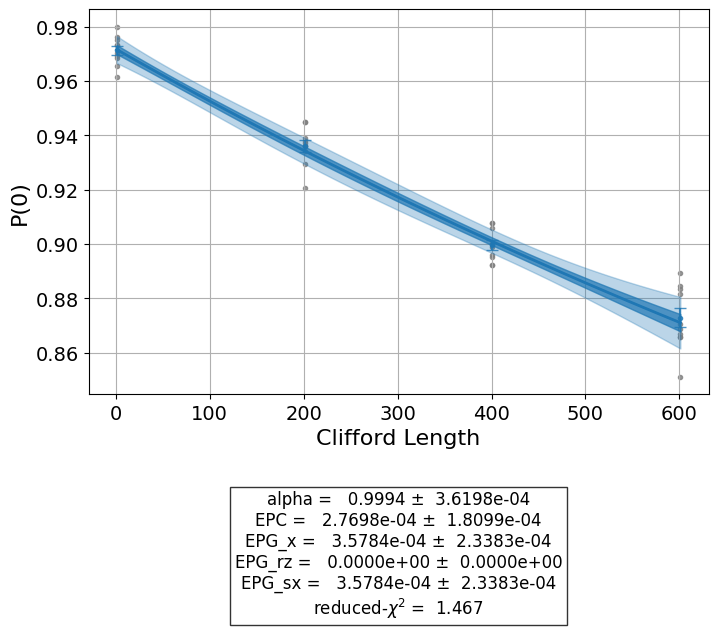 0.98
0.96
0.94
0.92
0.90
0.88
0.86
P(0)
0 100 200 300 400 500 600
Clifford Length
alpha = 0.9994 ± 3.6198e-04
EPC = 2.7698e-04 ± 1.8099e-04
EPG_x = 3.5784e-04 ± 2.3383e-04
EPG_rz = 0.0000e+00 ± 0.0000e+00
EPG_sx = 3.5784e-04 ± 2.3383e-04
reduced-χ² = 1.467